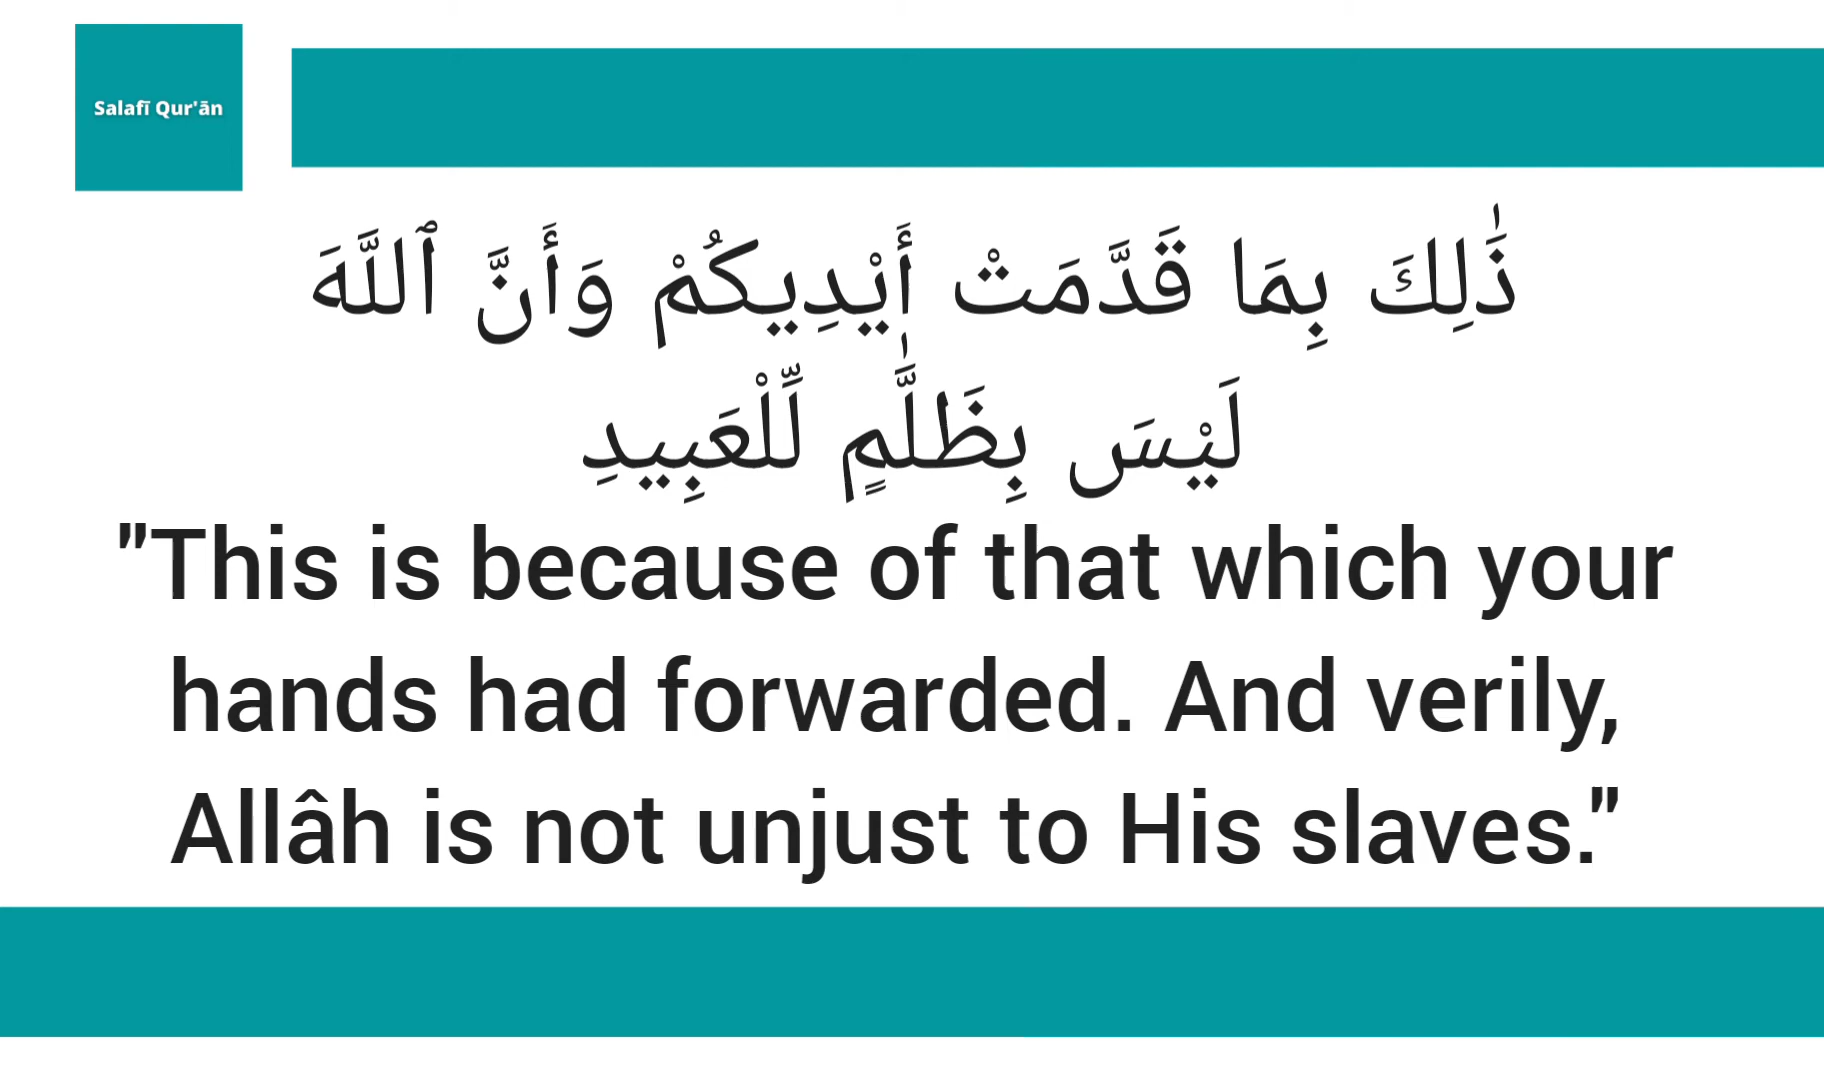 Salafī Qur'ān
ذَٰلِكَ بِمَا قَدَّمَتْ أَيْدِيكُمْ وَأَنَّ ٱللَّهَ
لَيْسَ بِظَلَّٰمٍ لِّلْعَبِيدِ
"This is because of that which your
hands had forwarded. And verily,
Allâh is not unjust to His slaves."